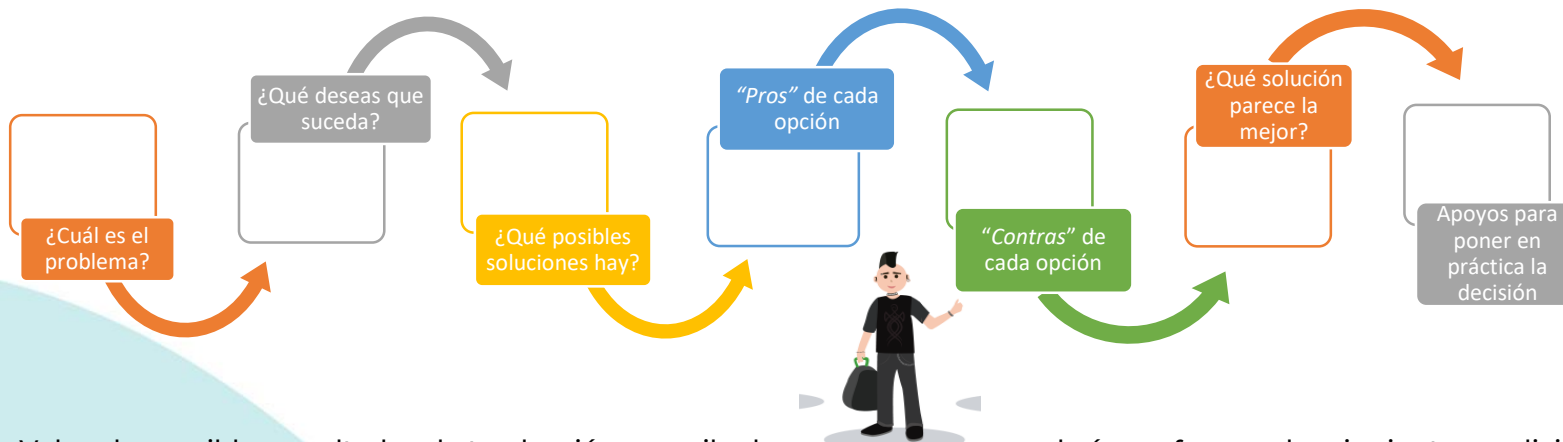 ¿Cuál es el
problema?
¿Qué deseas que
suceda?
¿Qué posibles
soluciones hay?
“Pros” de cada
opción
“Contras” de
cada opción
¿Qué solución
parece la
mejor?
Apoyos para
poner en
práctica la
decisión